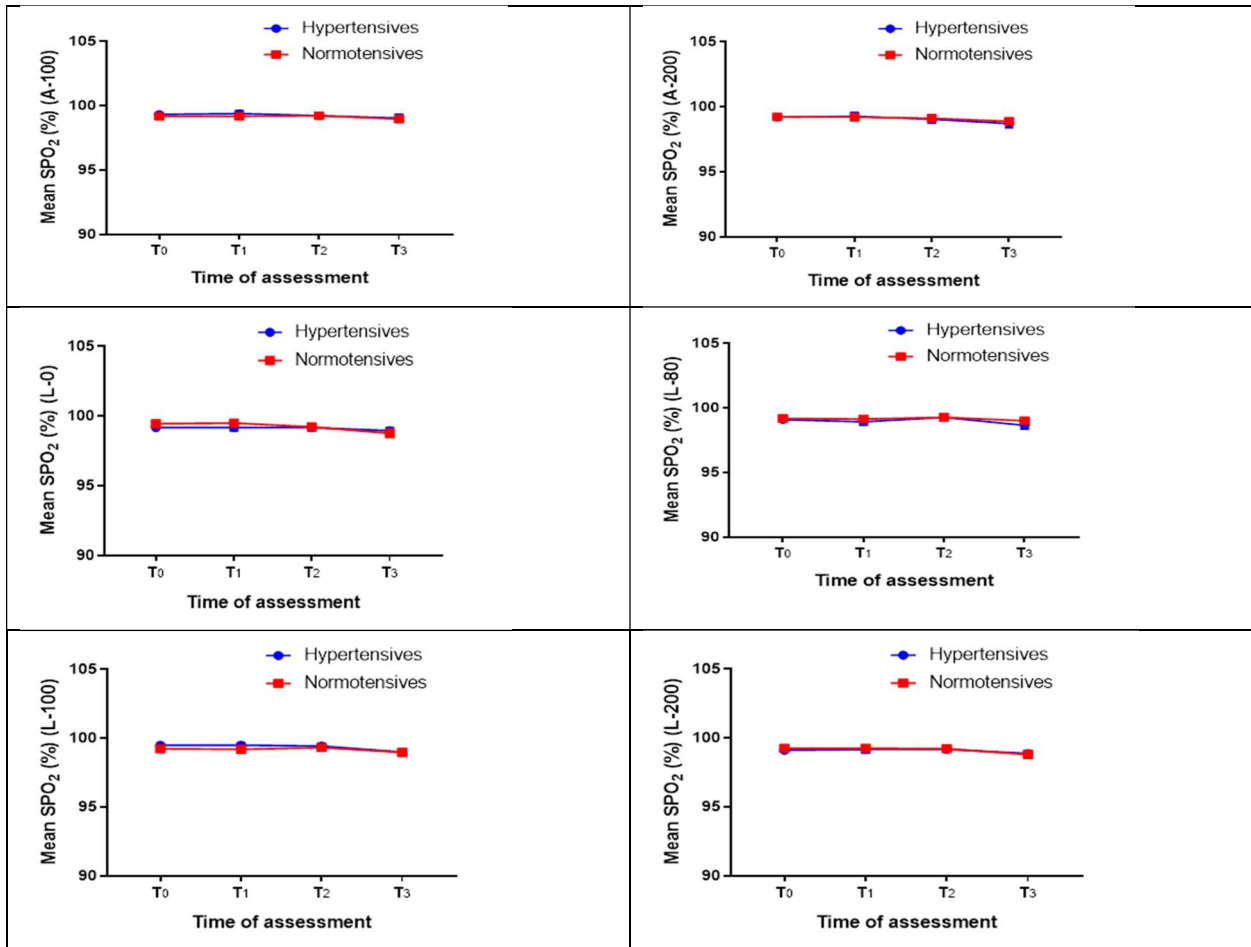 Hypertensives
Normotensives
Mean SPO₂ (%) (A-100)
105
100
95
90
T₀ T₁ T₂ T₃
Time of assessment
Hypertensives
Normotensives
Mean SPO₂ (%) (A-200)
105
100
95
90
T₀ T₁ T₂ T₃
Time of assessment
Hypertensives
Normotensives
Mean SPO₂ (%) (L-0)
105
100
95
90
T₀ T₁ T₂ T₃
Time of assessment
Hypertensives
Normotensives
Mean SPO₂ (%) (L-80)
105
100
95
90
T₀ T₁ T₂ T₃
Time of assessment
Hypertensives
Normotensives
Mean SPO₂ (%) (L-100)
105
100
95
90
T₀ T₁ T₂ T₃
Time of assessment
Hypertensives
Normotensives
Mean SPO₂ (%) (L-200)
105
100
95
90
T₀ T₁ T₂ T₃
Time of assessment